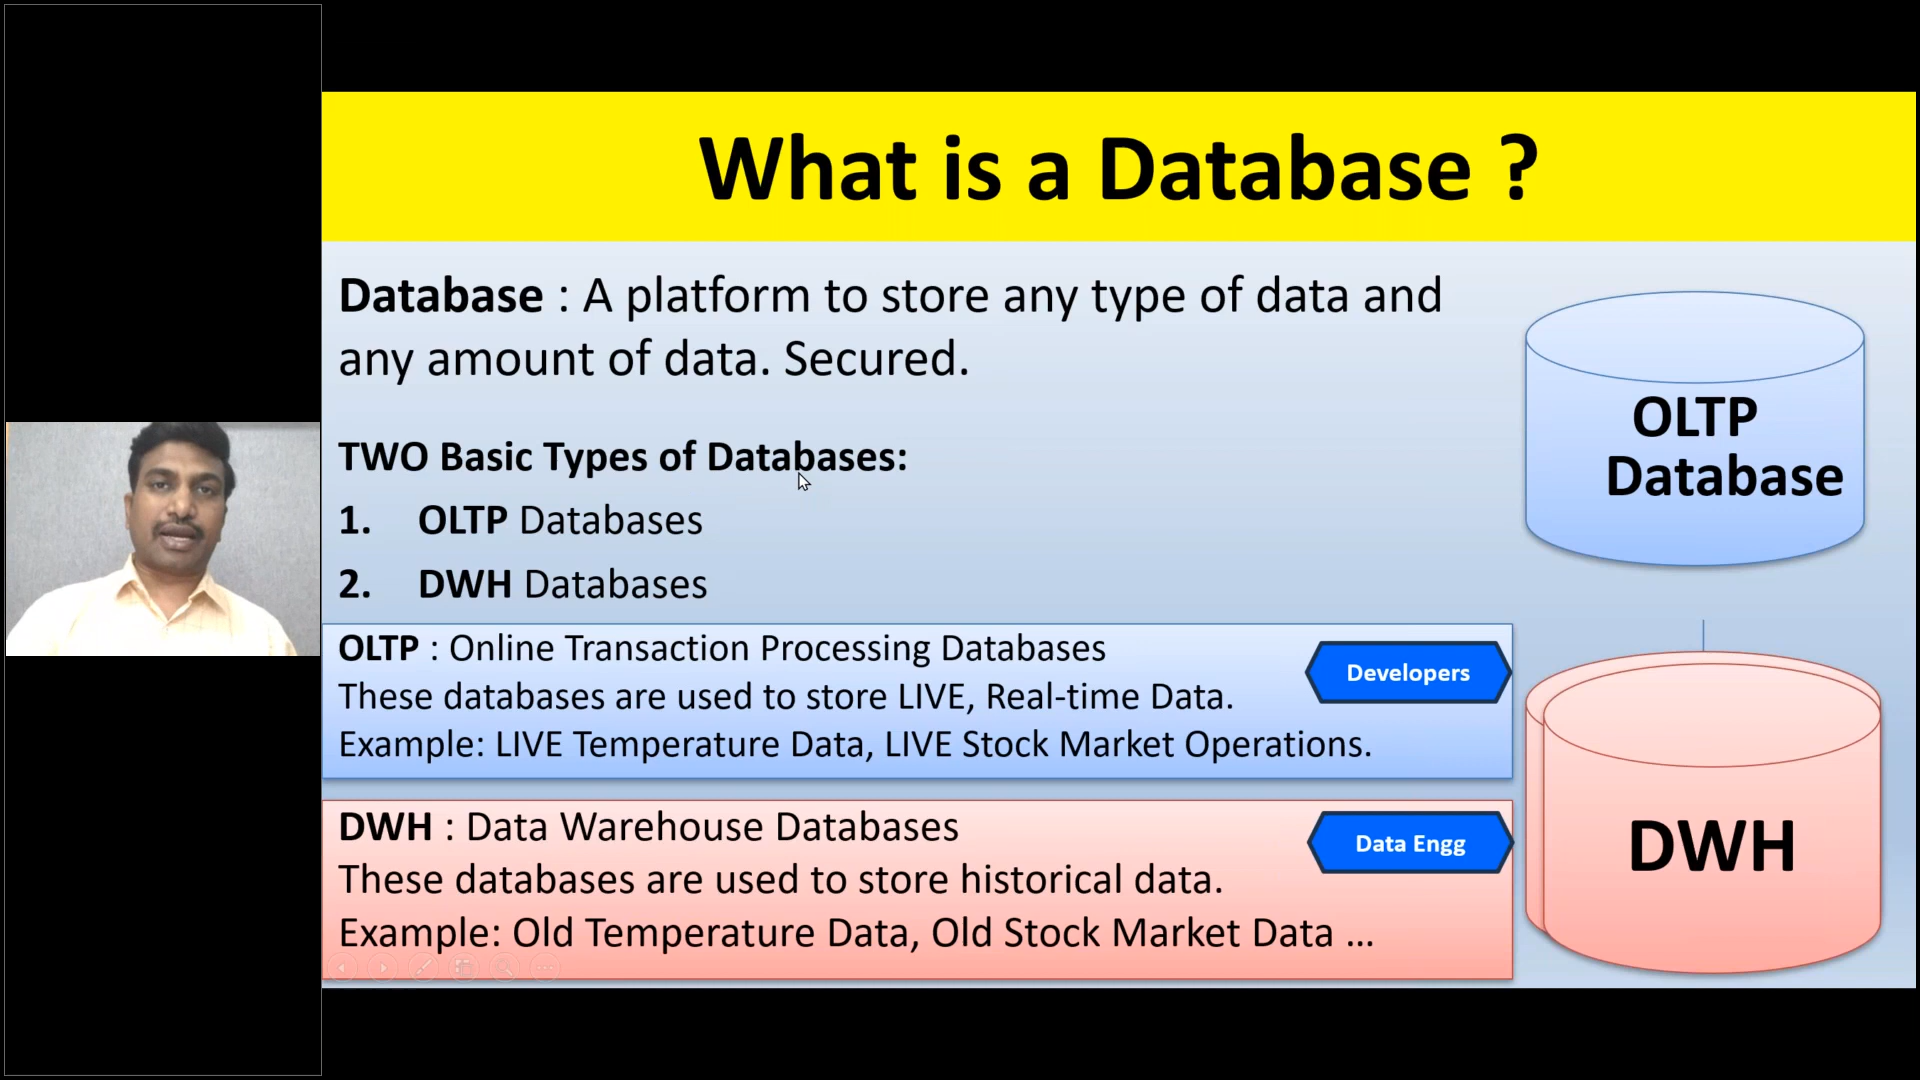 What is a Database ?
Database : A platform to store any type of data and
any amount of data. Secured.
TWO Basic Types of Databases:
1. OLTP Databases
2. DWH Databases
OLTP
Database
OLTP : Online Transaction Processing Databases
These databases are used to store LIVE, Real-time Data.
Example: LIVE Temperature Data, LIVE Stock Market Operations.
Developers
DWH : Data Warehouse Databases
These databases are used to store historical data.
Example: Old Temperature Data, Old Stock Market Data ...
Data Engg
DWH